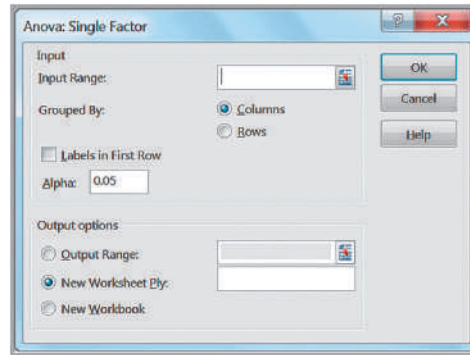 Anova: Single Factor
Input
Input Range:
OK
Grouped By:
Columns
Cancel
Rows
Help
Labels in First Row
Alpha: 0.05
Output options
Output Range:
New Worksheet Ply:
New Workbook